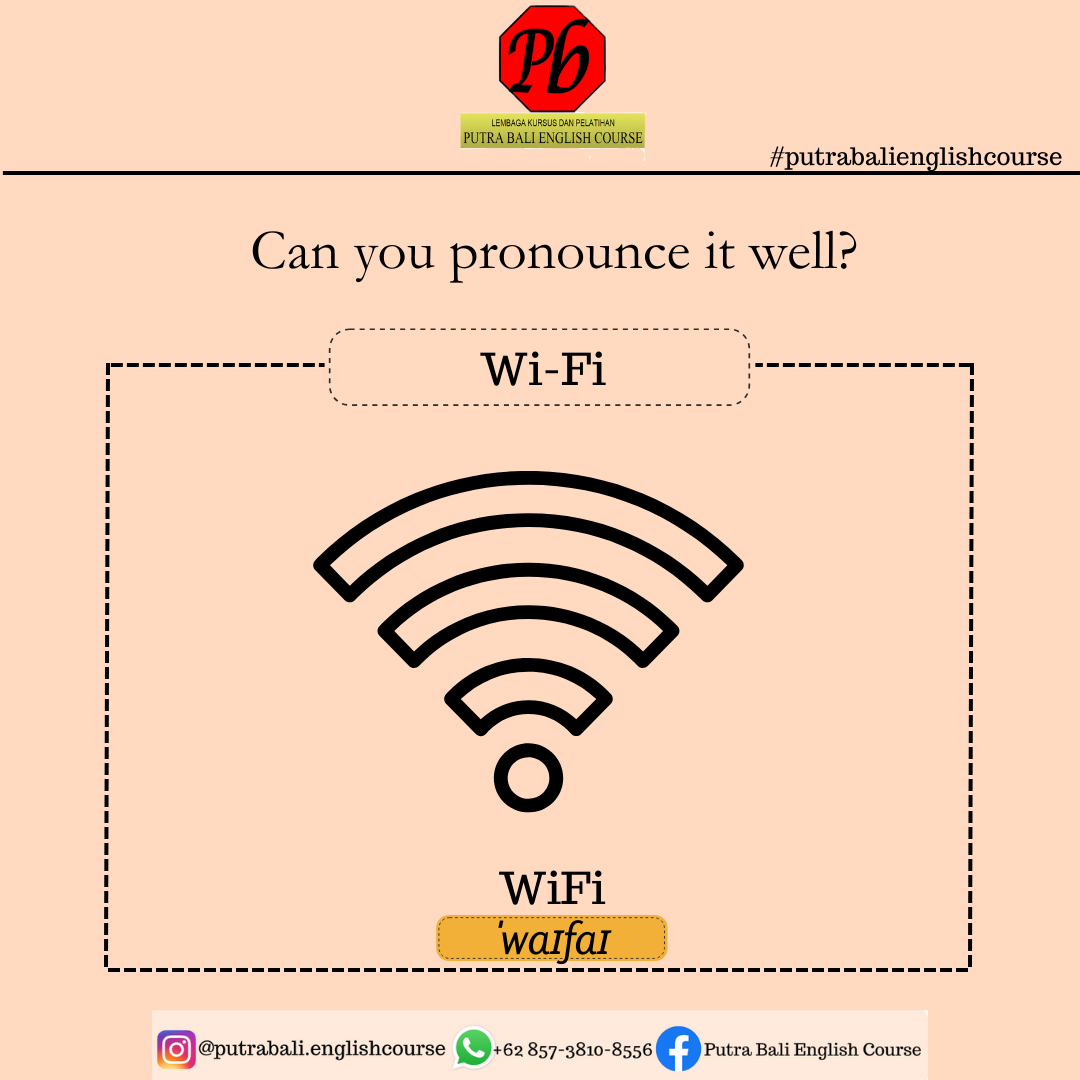 Pb
LEMBAGA KURSUS DAN PELATIHAN
PUTRA BALI ENGLISH COURSE
#putrabalienglishcourse
Can you pronounce it well?
Wi-Fi
WiFi
ˈwaɪfaɪ
@putrabali.englishcourse +62 857-3810-8556 Putra Bali English Course